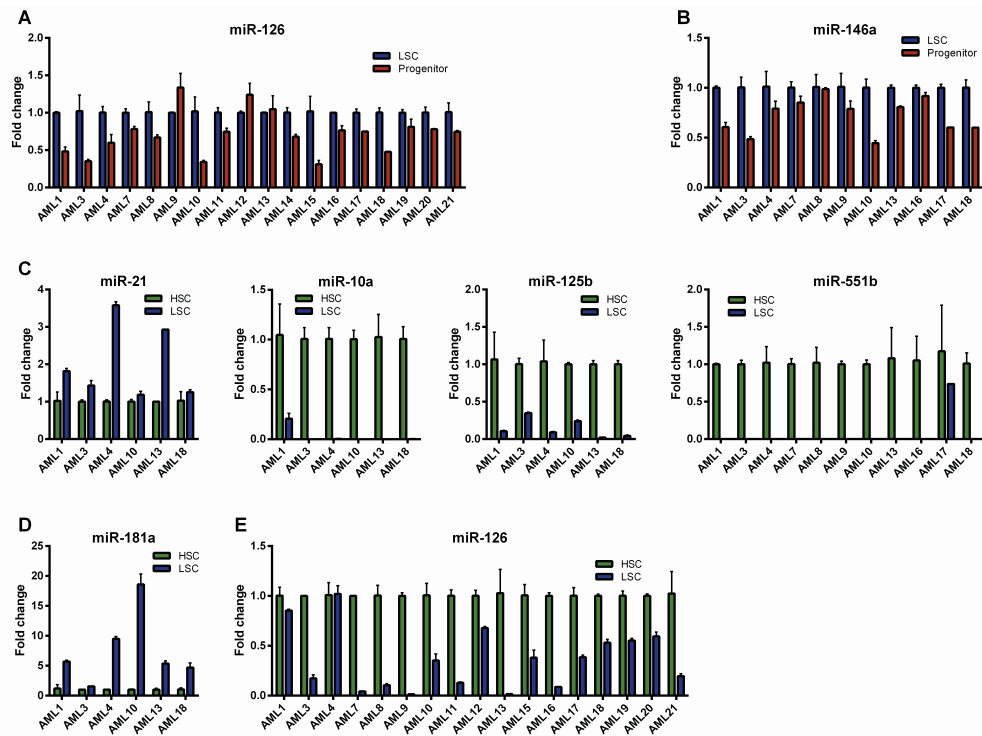 A
miR-126
Fold change
2.0
1.5
1.0
0.5
0.0
LSC
Progenitor
AML1
AML3
AML4
AML7
AML8
AML9
AML10
AML11
AML12
AML13
AML14
AML15
AML16
AML17
AML18
AML19
AML20
AML21
B
miR-146a
Fold change
1.5
1.0
0.5
0.0
LSC
Progenitor
AML1
AML3
AML4
AML7
AML8
AML9
AML10
AML13
AML16
AML17
AML18
C
miR-21
Fold change
4
3
2
1
0
HSC
LSC
AML1
AML3
AML4
AML10
AML13
AML18
miR-10a
Fold change
1.5
1.0
0.5
0.0
HSC
LSC
AML1
AML3
AML4
AML10
AML13
AML18
miR-125b
Fold change
2.0
1.5
1.0
0.5
0.0
HSC
LSC
AML1
AML3
AML4
AML10
AML13
AML18
miR-551b
Fold change
2.0
1.5
1.0
0.5
0.0
HSC
LSC
AML1
AML3
AML4
AML7
AML8
AML9
AML10
AML13
AML16
AML17
AML18
D
miR-181a
Fold change
25
20
15
10
5
0
HSC
LSC
AML1
AML3
AML4
AML10
AML13
AML18
E
miR-126
Fold change
1.5
1.0
0.5
0.0
HSC
LSC
AML1
AML3
AML4
AML7
AML8
AML9
AML10
AML11
AML12
AML13
AML15
AML16
AML17
AML18
AML19
AML20
AML21